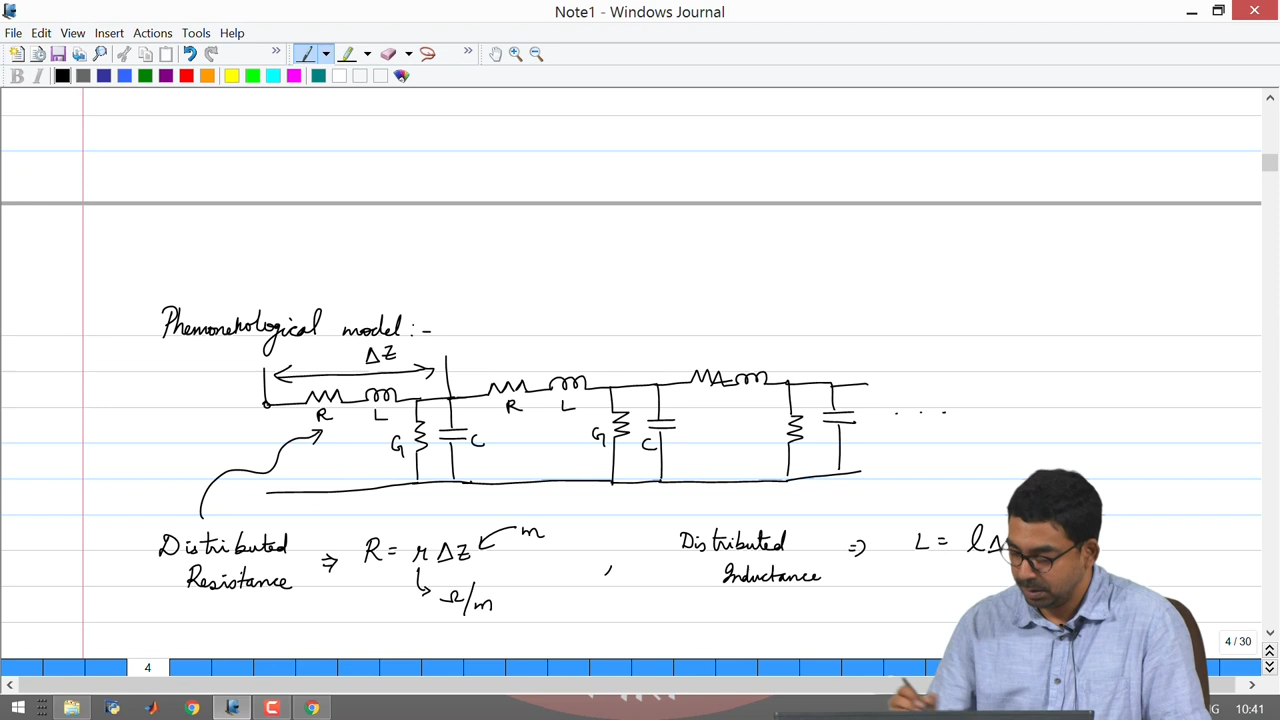 Note1 - Windows Journal
File Edit View Insert Actions Tools Help
B I
Phemonehological model :-
ΔZ
R L R L
G C G C
Distributed Resistance ⇒ R = r Δz
m
Ω/m
,
Distributed Inductance ⇒ L = l Δ
4 / 30
4
G 10:41